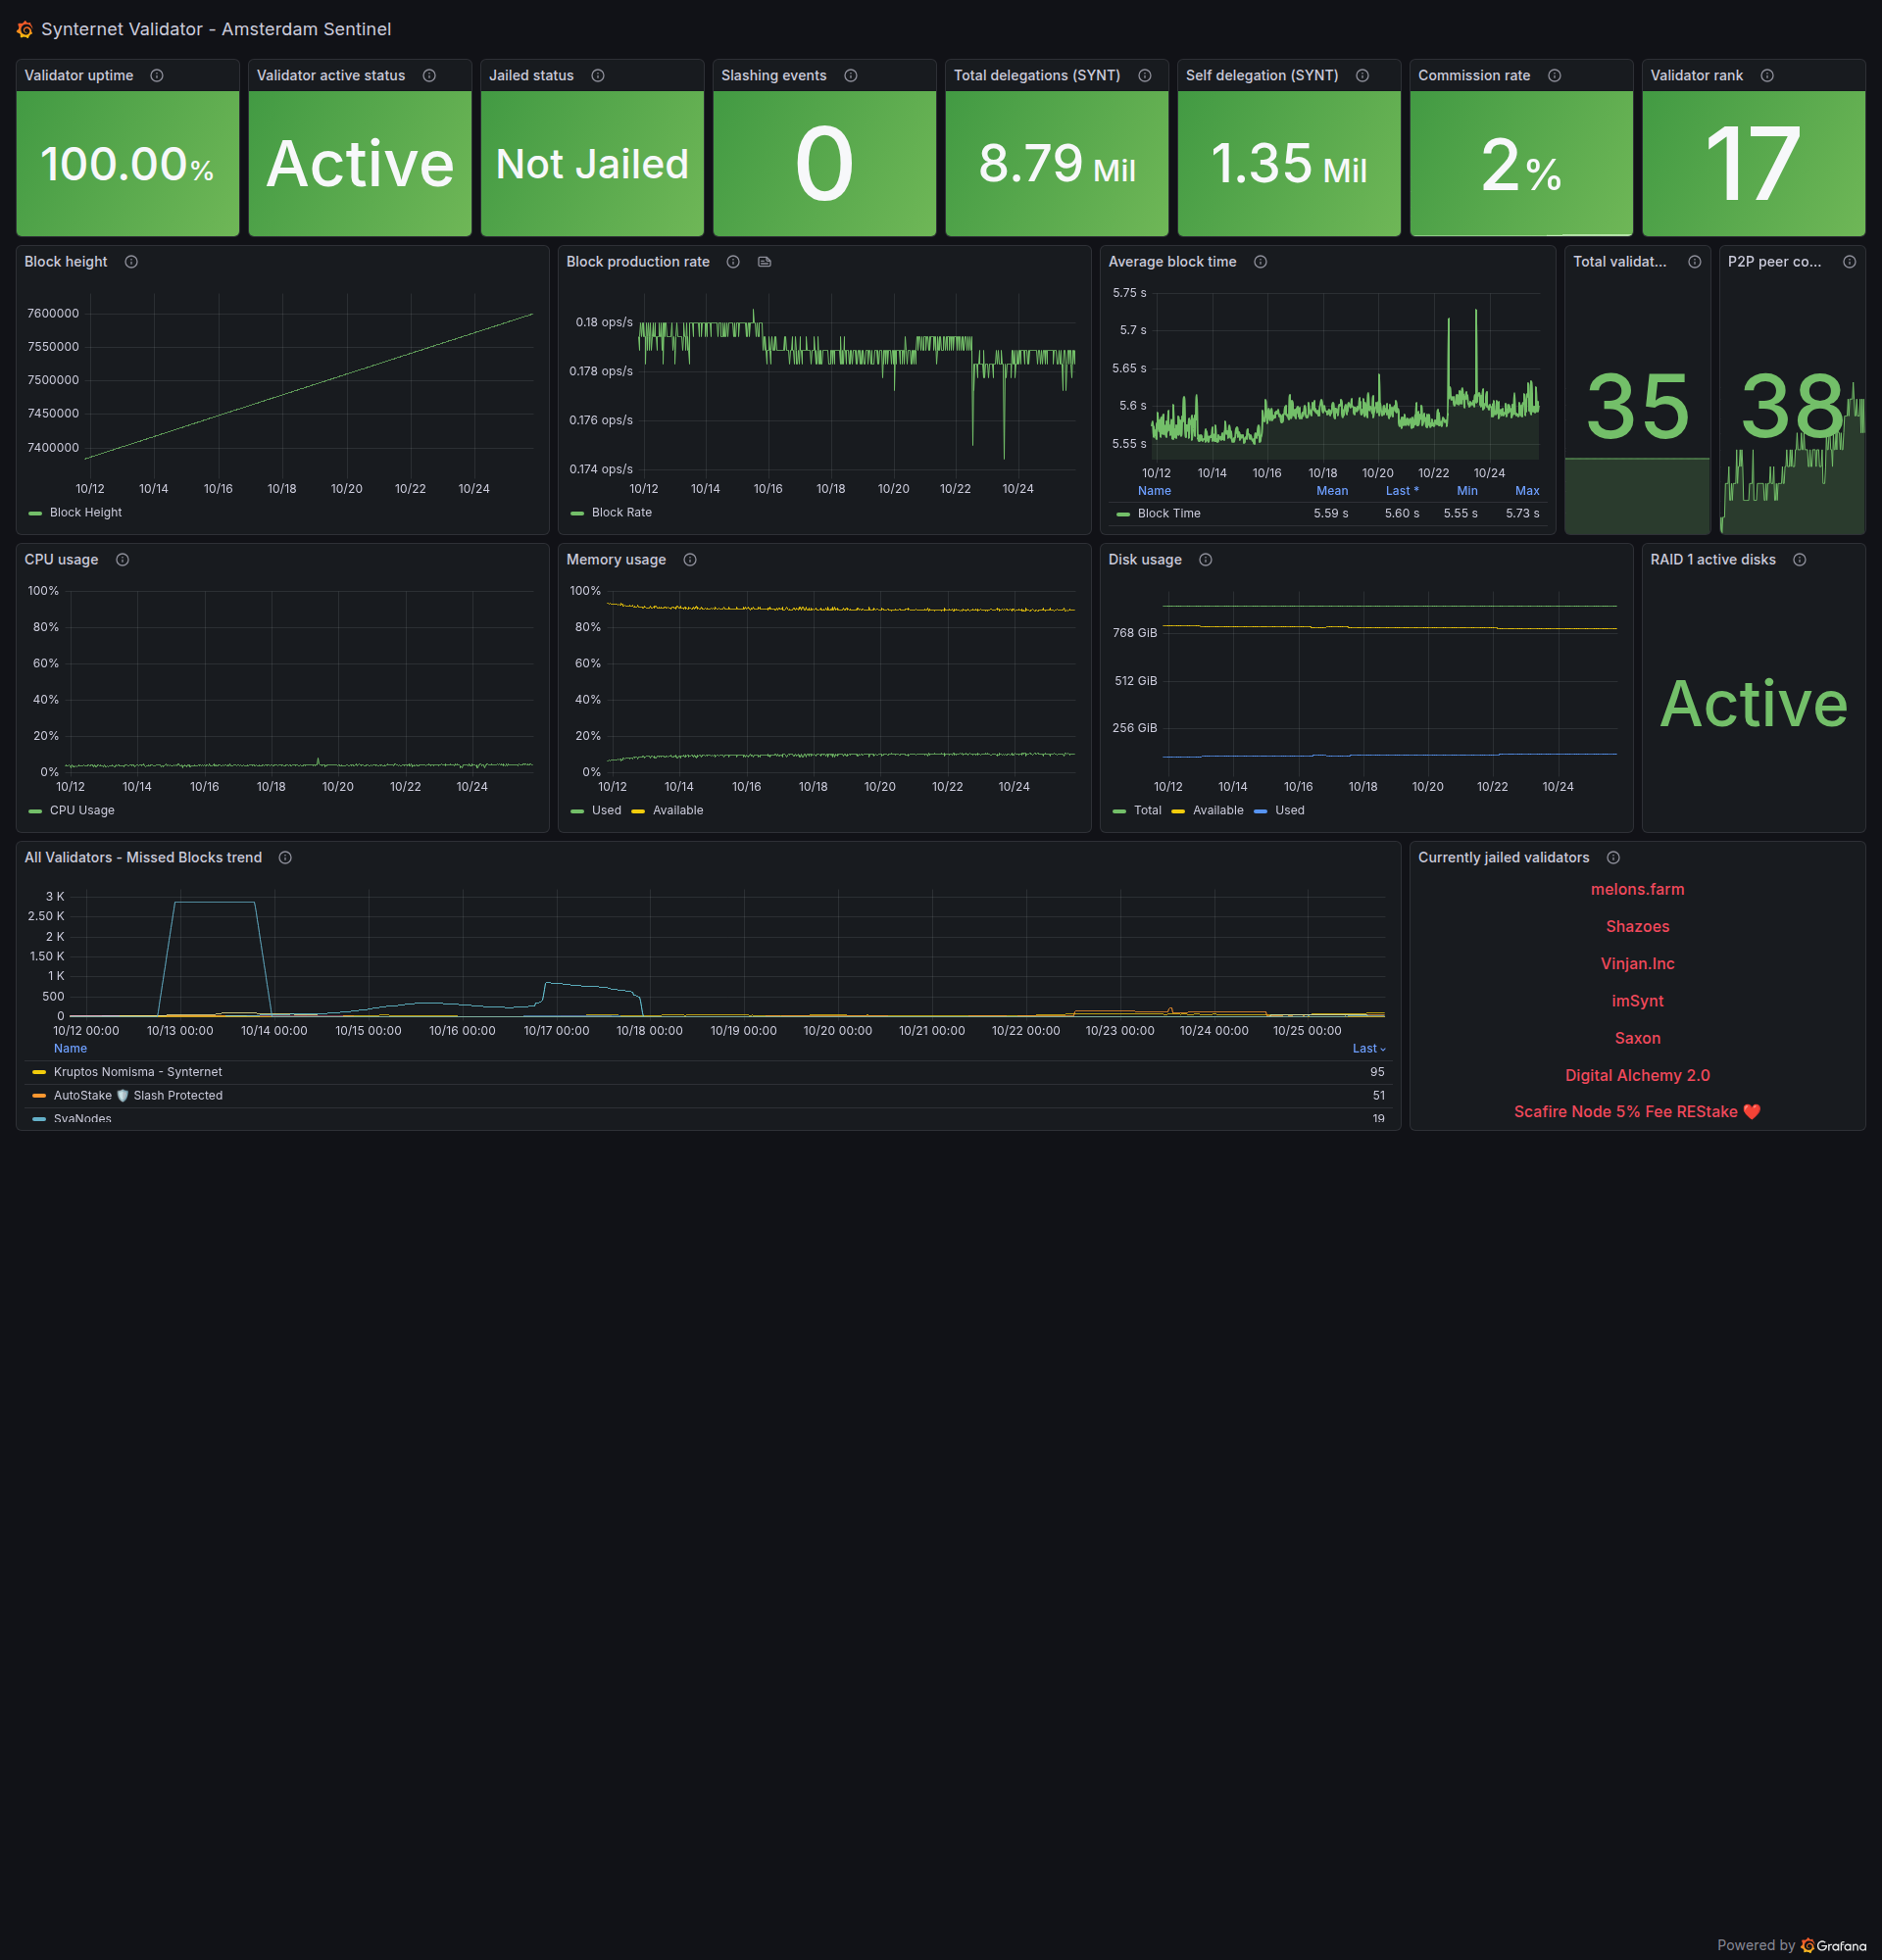 Synternet Validator - Amsterdam Sentinel
Validator uptime
100.00%
Validator active status
Active
Jailed status
Not Jailed
Slashing events
0
Total delegations (SYNT)
8.79 Mil
Self delegation (SYNT)
1.35 Mil
Commission rate
2%
Validator rank
17
Block height
7600000
7550000
7500000
7450000
7400000
10/12 10/14 10/16 10/18 10/20 10/22 10/24
Block Height
Block production rate
0.18 ops/s
0.178 ops/s
0.176 ops/s
0.174 ops/s
10/12 10/14 10/16 10/18 10/20 10/22 10/24
Block Rate
Average block time
5.75 s
5.7 s
5.65 s
5.6 s
5.55 s
10/12 10/14 10/16 10/18 10/20 10/22 10/24
Name Mean Last * Min Max
Block TIme 5.59 s 5.60 s 5.55 s 5.73 s
Total validat...
35
P2P peer co...
38
CPU usage
100%
80%
60%
40%
20%
0%
10/12 10/14 10/16 10/18 10/20 10/22 10/24
CPU Usage
Memory usage
100%
80%
60%
40%
20%
0%
10/12 10/14 10/16 10/18 10/20 10/22 10/24
Used Available
Disk usage
768 GiB
512 GiB
256 GiB
10/12 10/14 10/16 10/18 10/20 10/22 10/24
Total Available Used
RAID 1 active disks
Active
All Validators - Missed Blocks trend
3 K
2.50 K
2 K
1.50 K
1 K
500
0
10/12 00:00 10/13 00:00 10/14 00:00 10/15 00:00 10/16 00:00 10/17 00:00 10/18 00:00 10/19 00:00 10/20 00:00 10/21 00:00 10/22 00:00 10/23 00:00 10/24 00:00 10/25 00:00
Name Last
Kruptos Nomisma - Synternet 95
AutoStake 🛡️ Slash Protected 51
SvaNodes 19
Currently jailed validators
melons.farm
Shazoes
Vinjan.Inc
imSynt
Saxon
Digital Alchemy 2.0
Scafire Node 5% Fee REStake ❤️
Powered by Grafana